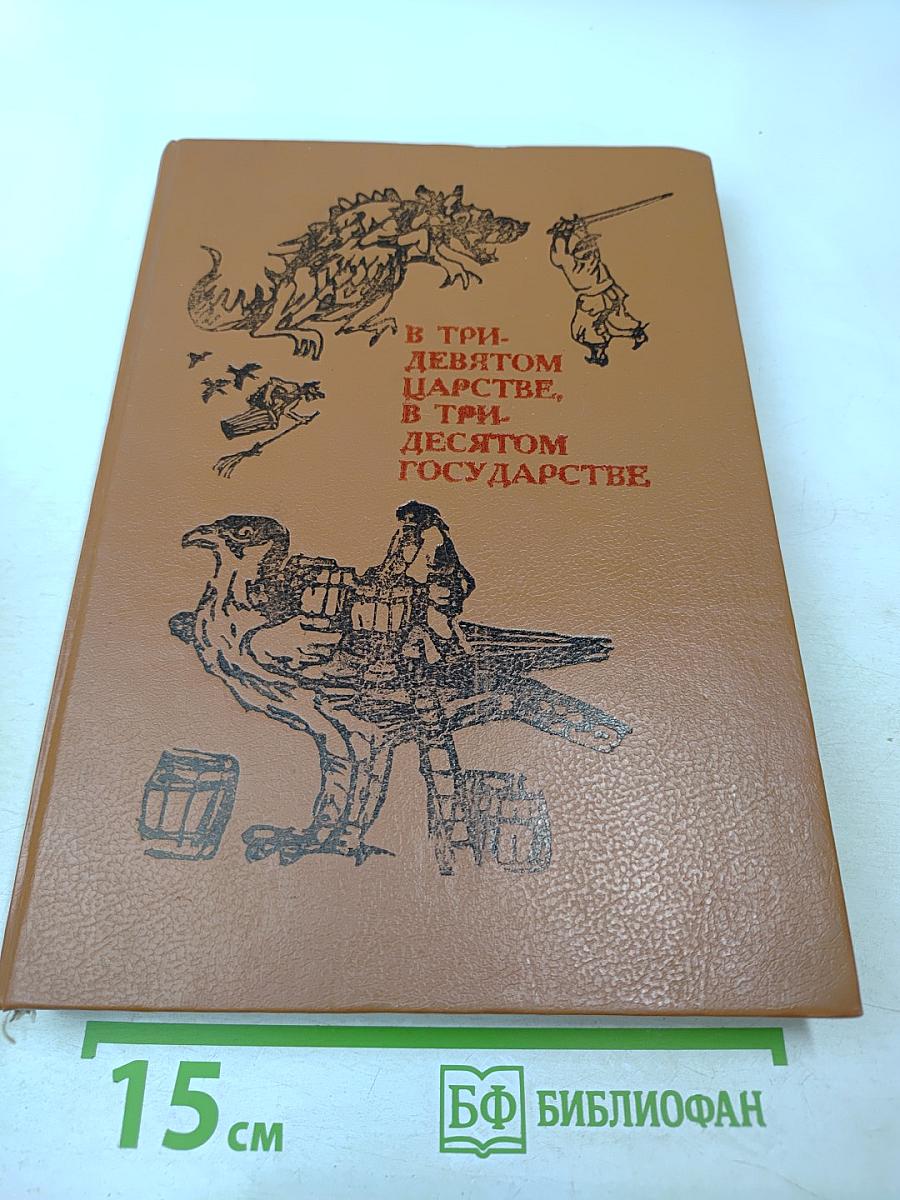 В ТРИ-
ДЕВЯТОМ
ЦАРСТВЕ,
В ТРИ-
ДЕСЯТОМ
ГОСУДАРСТВЕ
15 см
БФ БИБЛИОФАН